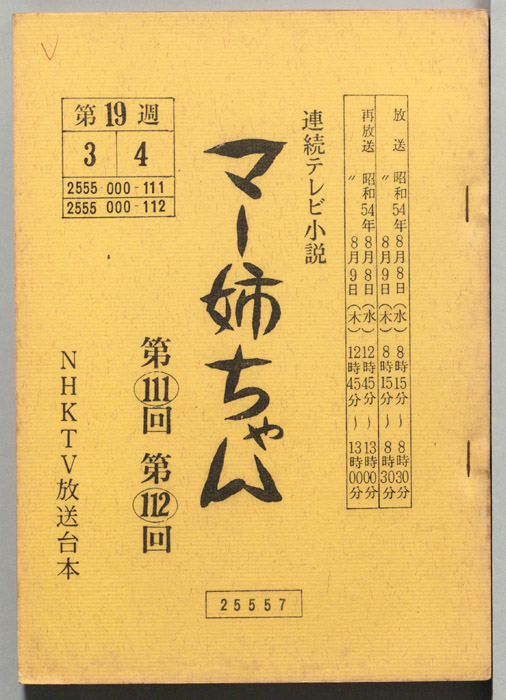 放送 昭和54年8月8日(水) 8時15分～8時30分
〃 8月9日(木) 8時15分～8時30分
再放送 昭和54年8月8日(水) 12時45分～13時00分
〃 8月9日(木) 12時45分～13時00分
連続テレビ小説
マー姉ちゃん
第111回 第112回
第19週
3 4
2555-000-111
2555 000-112
NHKTV放送台本
25557